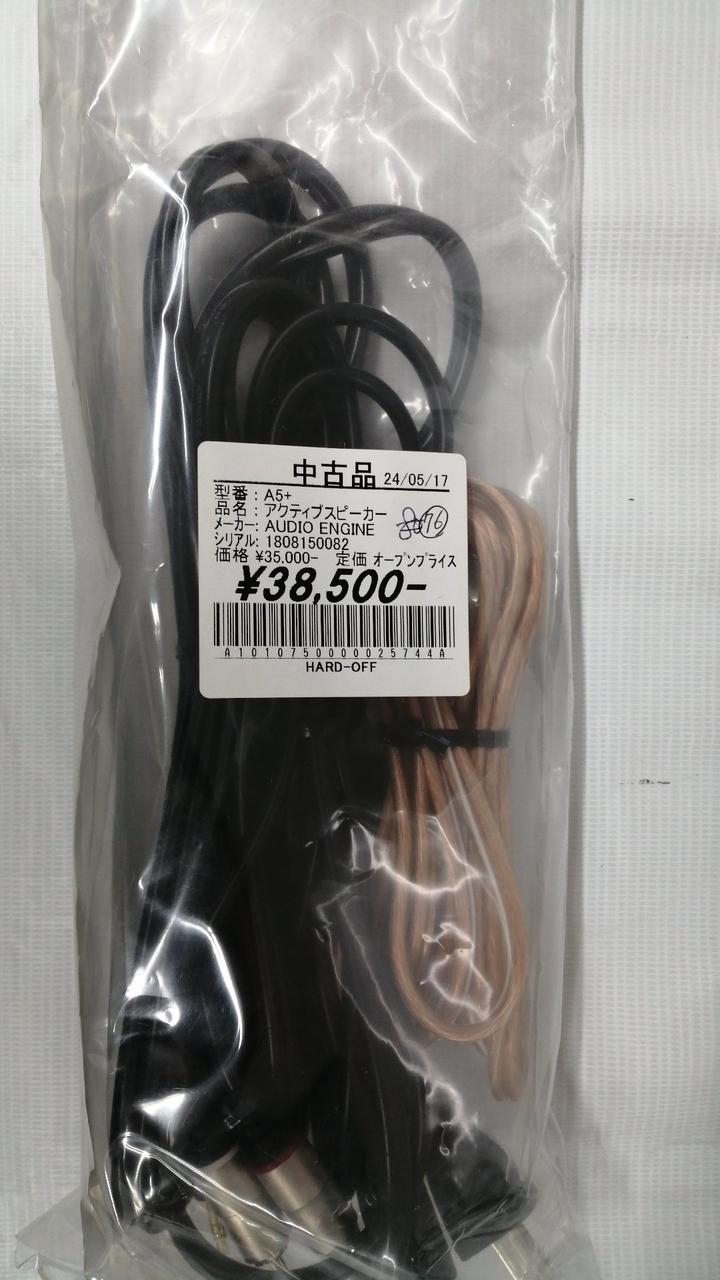 中古品 24/05/17
型番 : A5+
品名 : アクティブスピーカー
メーカー: AUDIO ENGINE
76
シリアル: 1808150082
価格 ¥35,000- 定価 オープンプライス
¥38,500-
A10107500000025744A
HARD-OFF